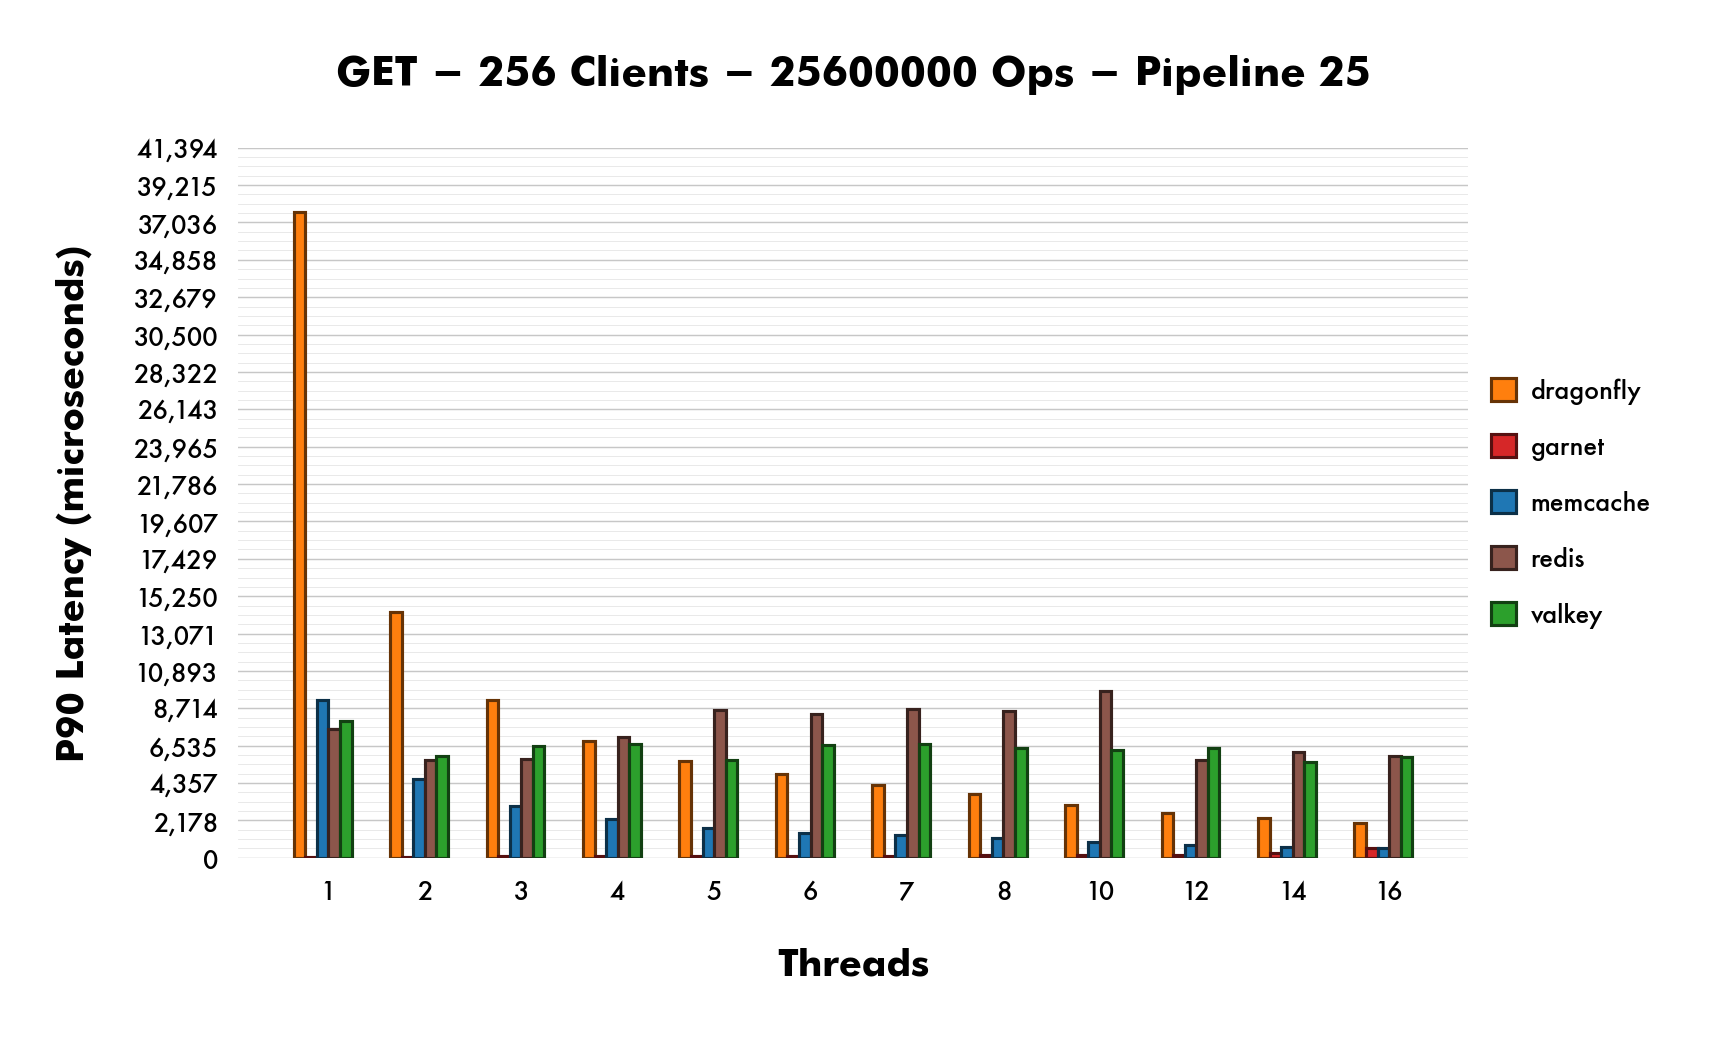 GET – 256 Clients – 25600000 Ops – Pipeline 25
P90 Latency (microseconds)
41,394
39,215
37,036
34,858
32,679
30,500
28,322
26,143
23,965
21,786
19,607
17,429
15,250
13,071
10,893
8,714
6,535
4,357
2,178
0
1 2 3 4 5 6 7 8 10 12 14 16
Threads
dragonfly
garnet
memcache
redis
valkey